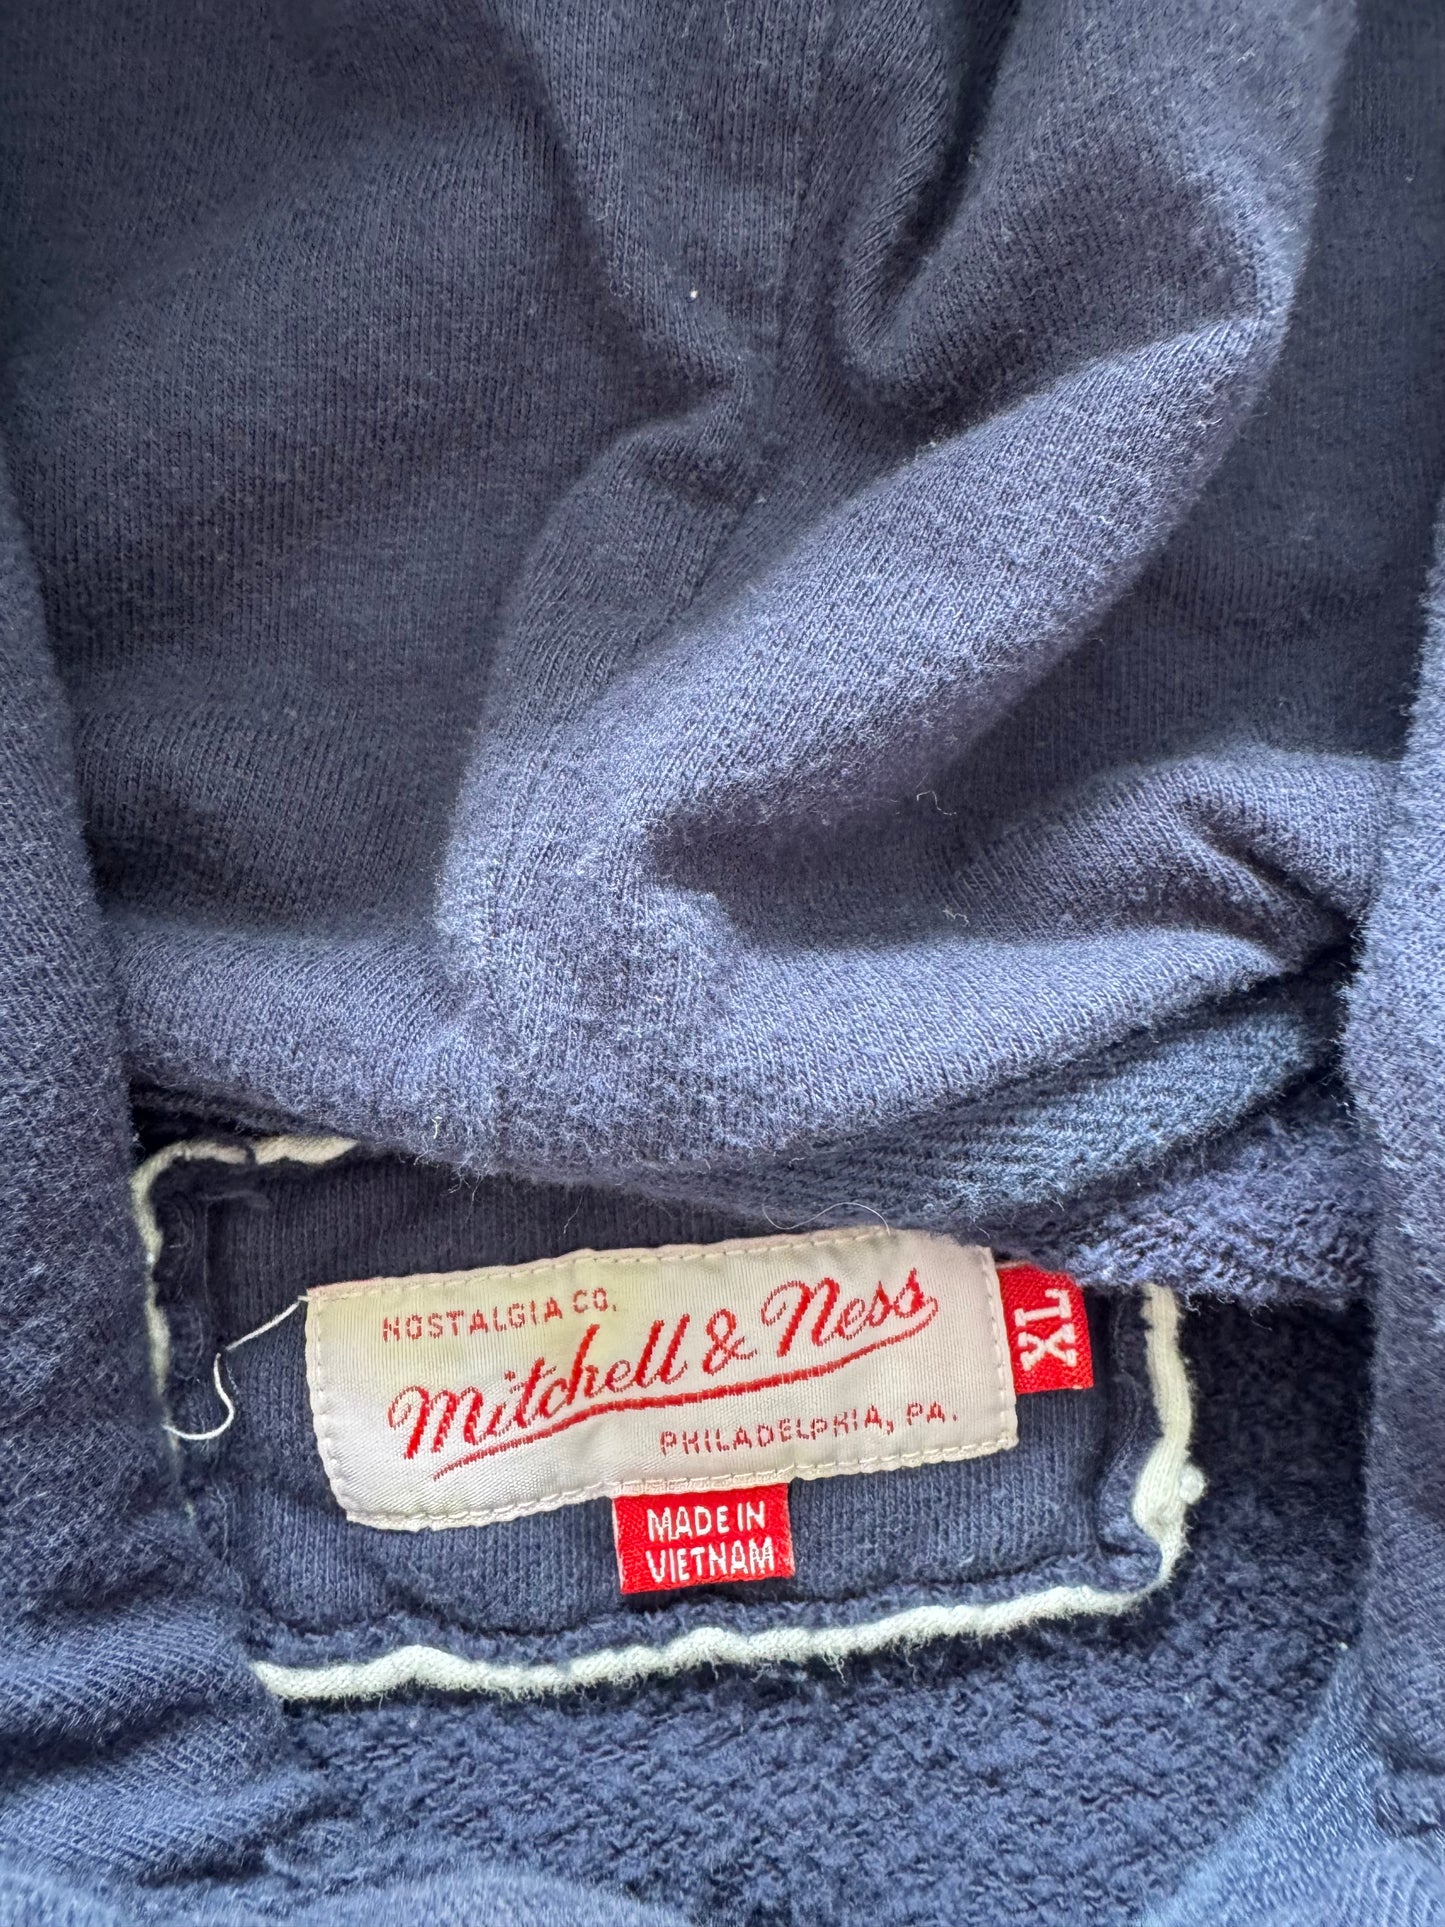 NOSTALGIA CO.
Mitchell & Ness
PHILADELPHIA, PA.
XL
MADE IN
VIETNAM